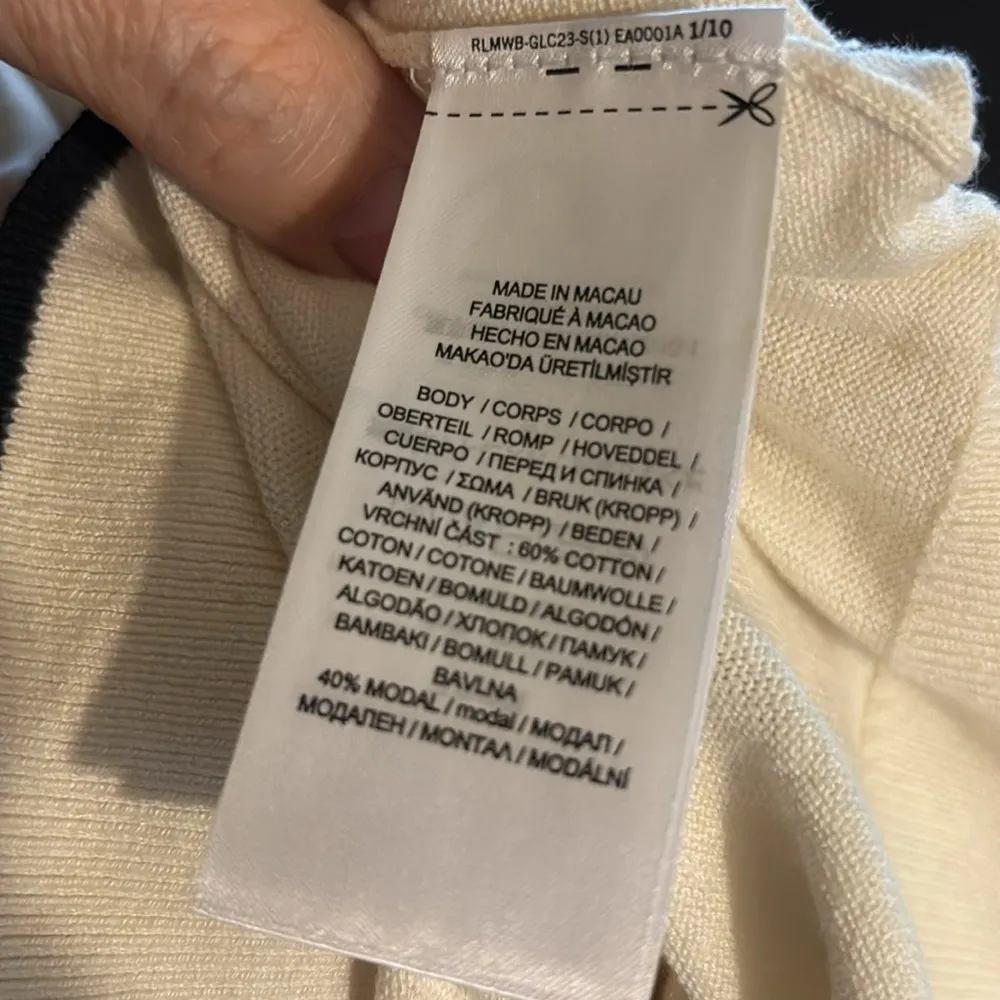 RLMWB-GLC23-S(1) EA0001A 1/10
MADE IN MACAU
FABRIQUÉ À MACAO
HECHO EN MACAO
MAKAO'DA ÜRETİLMİŞTİR
BODY / CORPS / CORPO /
OBERTEIL / ROMP / HOVEDDEL /
CUERPO / ПЕРЕД И СПИНКА /
КОРПУС / ΣΩΜΑ / BRUK (KROPP) /
ANVÄND (KROPP) / BEDEN /
VRCHNÍ ČÁST : 60% COTTON /
COTON / COTONE / BAUMWOLLE /
KATOEN / BOMULD / ALGODÓN /
ALGODÃO / ХЛОПОК / ПАМУК /
ΒΑΜΒΑΚΙ / BOMULL / PAMUK /
BAVLNA
40% MODAL / modal / МОДАЛ /
МОДАЛЕН / ΜΟΝΤΑΛ / MODÁLNÍ